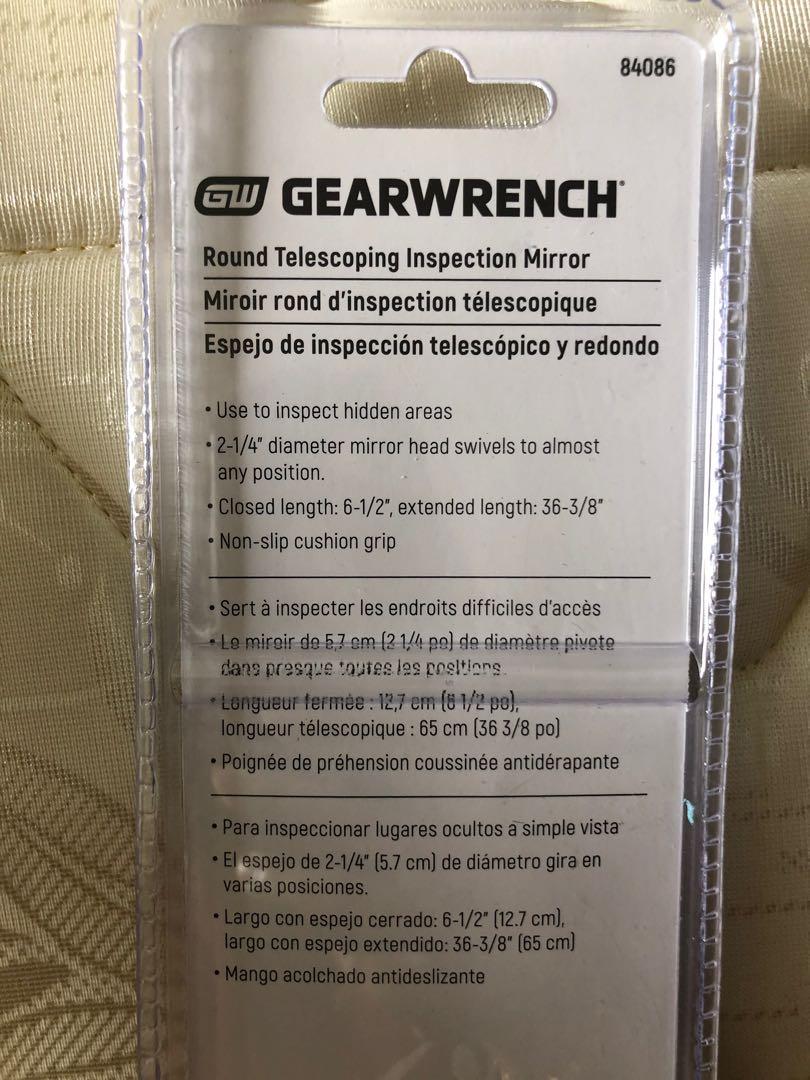 84086
GW GEARWRENCH®
Round Telescoping Inspection Mirror
Miroir rond d'inspection télescopique
Espejo de inspección telescópico y redondo
• Use to inspect hidden areas
• 2-1/4" diameter mirror head swivels to almost
any position.
• Closed length: 6-1/2", extended length: 36-3/8"
• Non-slip cushion grip
• Sert à inspecter les endroits difficiles d'accès
• Le miroir de 5,7 cm (2 1/4 po) de diamètre pivote
dans presque toutes les positions.
• Longueur fermée : 12,7 cm (6 1/2 po),
longueur télescopique : 65 cm (36 3/8 po)
• Poignée de préhension coussinée antidérapante
• Para inspeccionar lugares ocultos a simple vista
• El espejo de 2-1/4" (5.7 cm) de diámetro gira en
varias posiciones.
• Largo con espejo cerrado: 6-1/2" (12.7 cm),
largo con espejo extendido: 36-3/8" (65 cm)
• Mango acolchado antideslizante